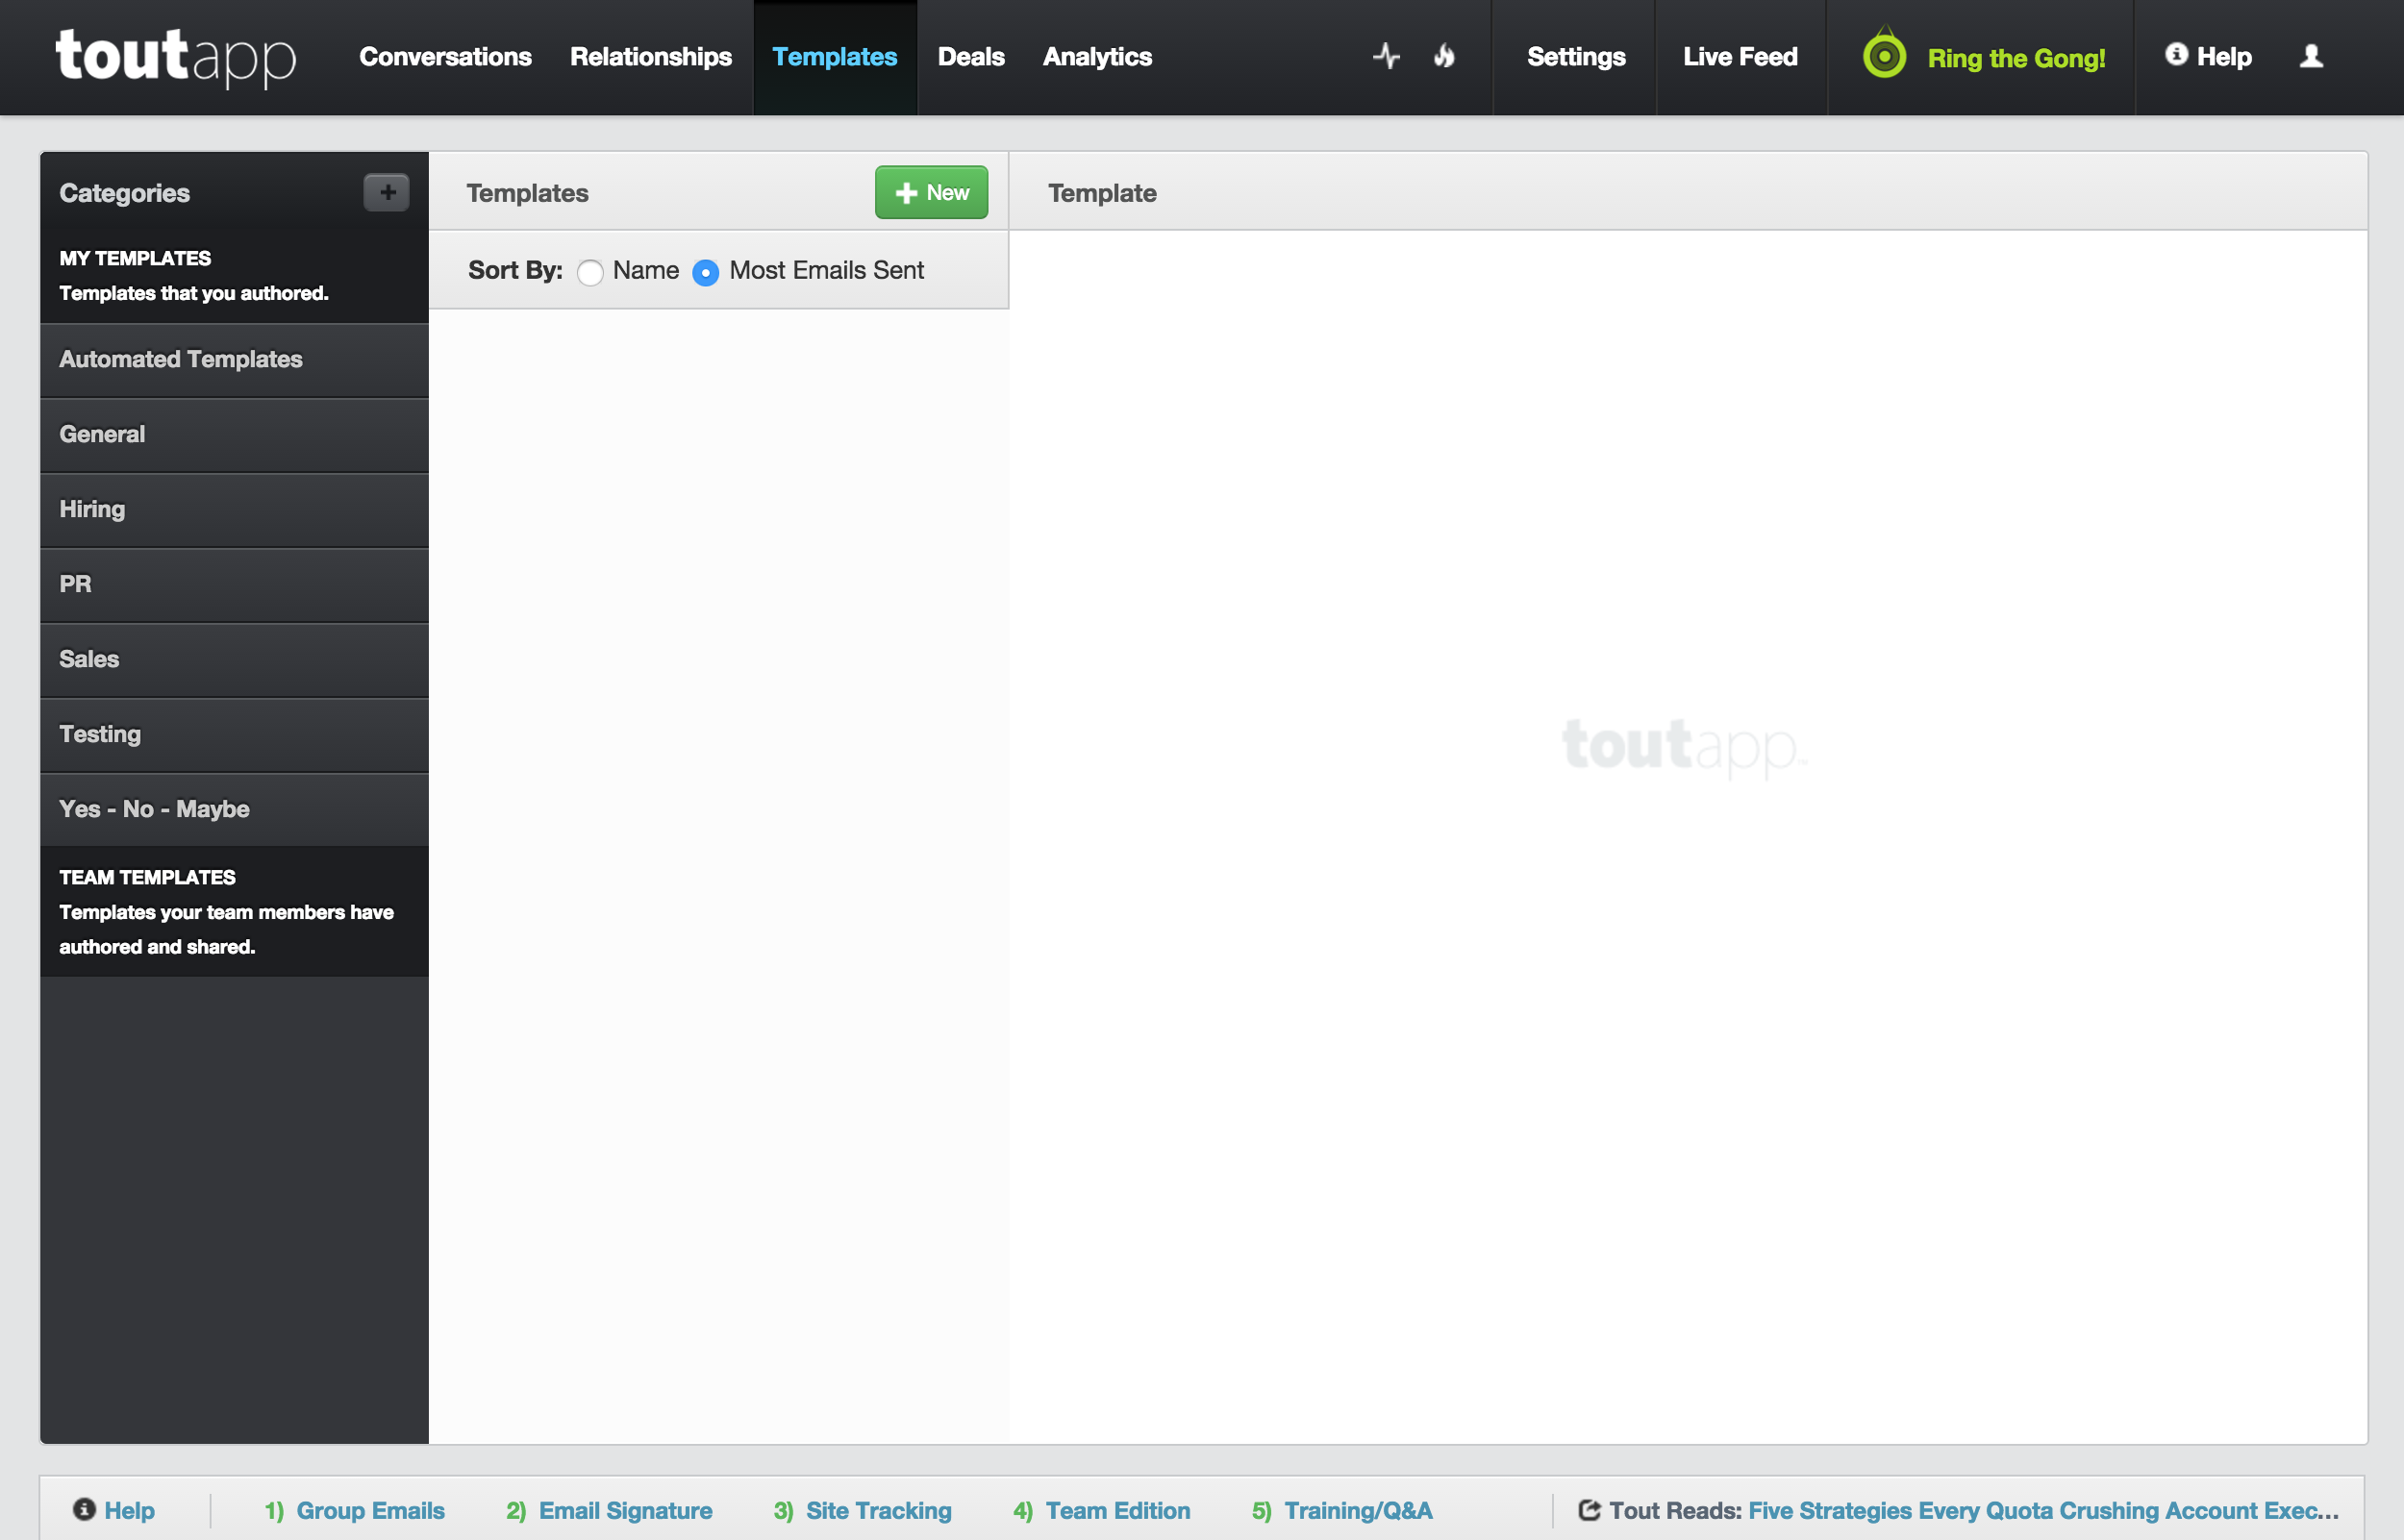 toutapp
Conversations Relationships Templates Deals Analytics Settings Live Feed Ring the Gong! Help
Categories
MY TEMPLATES
Templates that you authored.
Automated Templates
General
Hiring
PR
Sales
Testing
Yes - No - Maybe
TEAM TEMPLATES
Templates your team members have
authored and shared.
Templates New
Sort By: Name Most Emails Sent
Template
toutapp
Help 1) Group Emails 2) Email Signature 3) Site Tracking 4) Team Edition 5) Training/Q&A Tout Reads: Five Strategies Every Quota Crushing Account Exec...